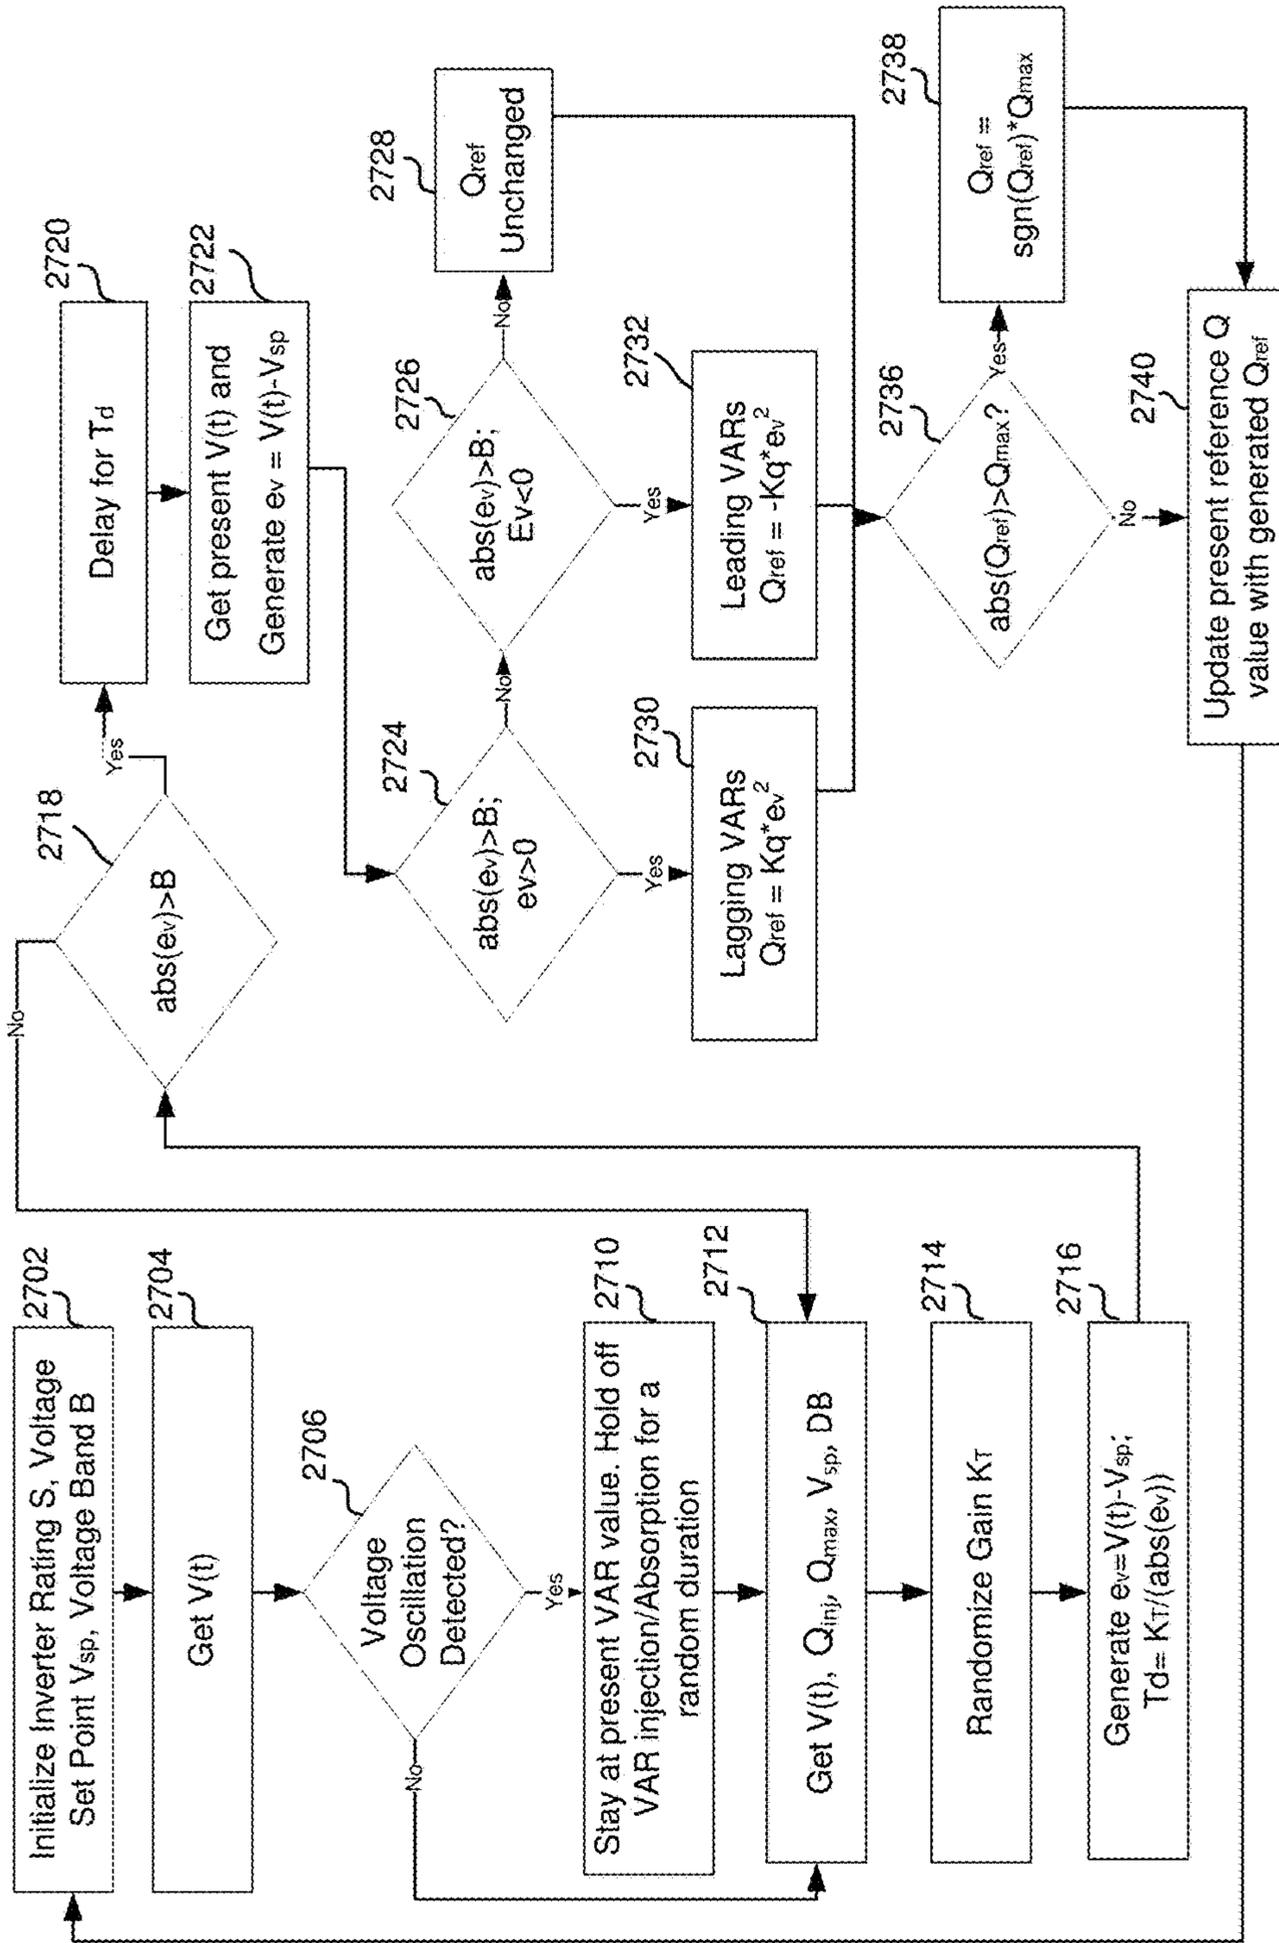 2702
Initialize Inverter Rating S, Voltage
Set Point Vsp, Voltage Band B
2704
Get V(t)
2706
Voltage
Oscillation
Detected?
No
Yes
2710
Stay at present VAR value. Hold off
VAR injection/Absorption for a
random duration
2712
Get V(t), Qinj, Qmax, Vsp, DB
2714
Randomize Gain KT
2716
Generate ev=V(t)-Vsp;
Td= KT/(abs(ev))
2718
abs(ev)>B
No
Yes
2720
Delay for Td
2722
Get present V(t) and
Generate ev = V(t)-Vsp
2724
abs(ev)>B;
ev>0
No
Yes
2726
abs(ev)>B;
Ev<0
No
Yes
2728
Qref
Unchanged
2730
Lagging VARs
Qref = Kq*ev²
2732
Leading VARs
Qref = -Kq*ev²
2736
abs(Qref)>Qmax?
Yes
No
2738
Qref =
sgn(Qref)*Qmax
2740
Update present reference Q
value with generated Qref